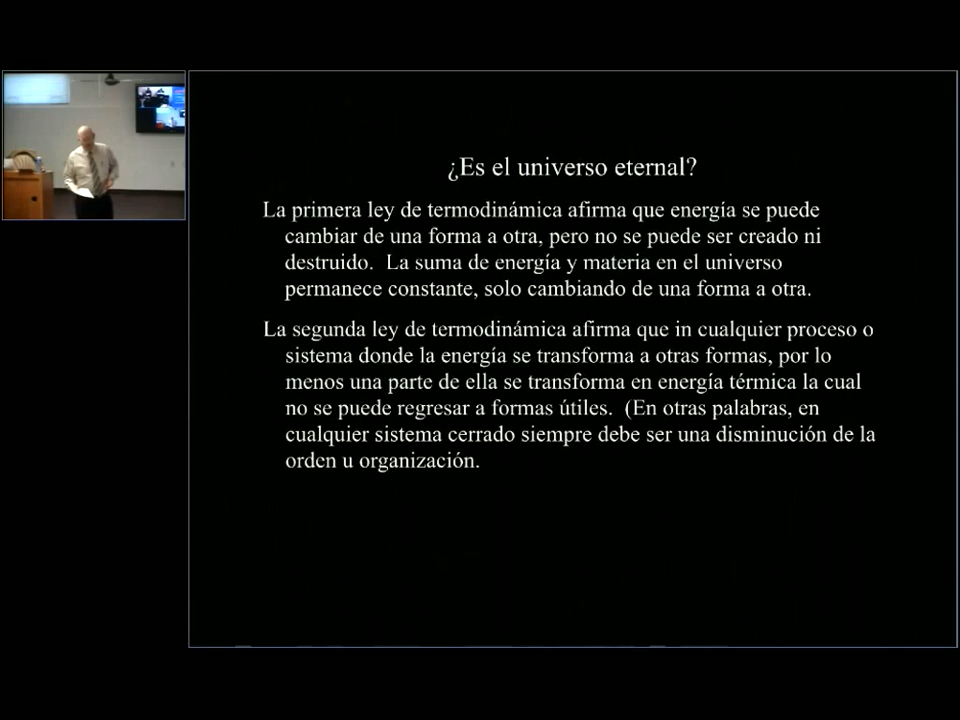 ¿Es el universo eternal?
La primera ley de termodinámica afirma que energía se puede
cambiar de una forma a otra, pero no se puede ser creado ni
destruido.  La suma de energía y materia en el universo
permanece constante, solo cambiando de una forma a otra.
La segunda ley de termodinámica afirma que in cualquier proceso o
sistema donde la energía se transforma a otras formas, por lo
menos una parte de ella se transforma en energía térmica la cual
no se puede regresar a formas útiles.  (En otras palabras, en
cualquier sistema cerrado siempre debe ser una disminución de la
orden u organización.